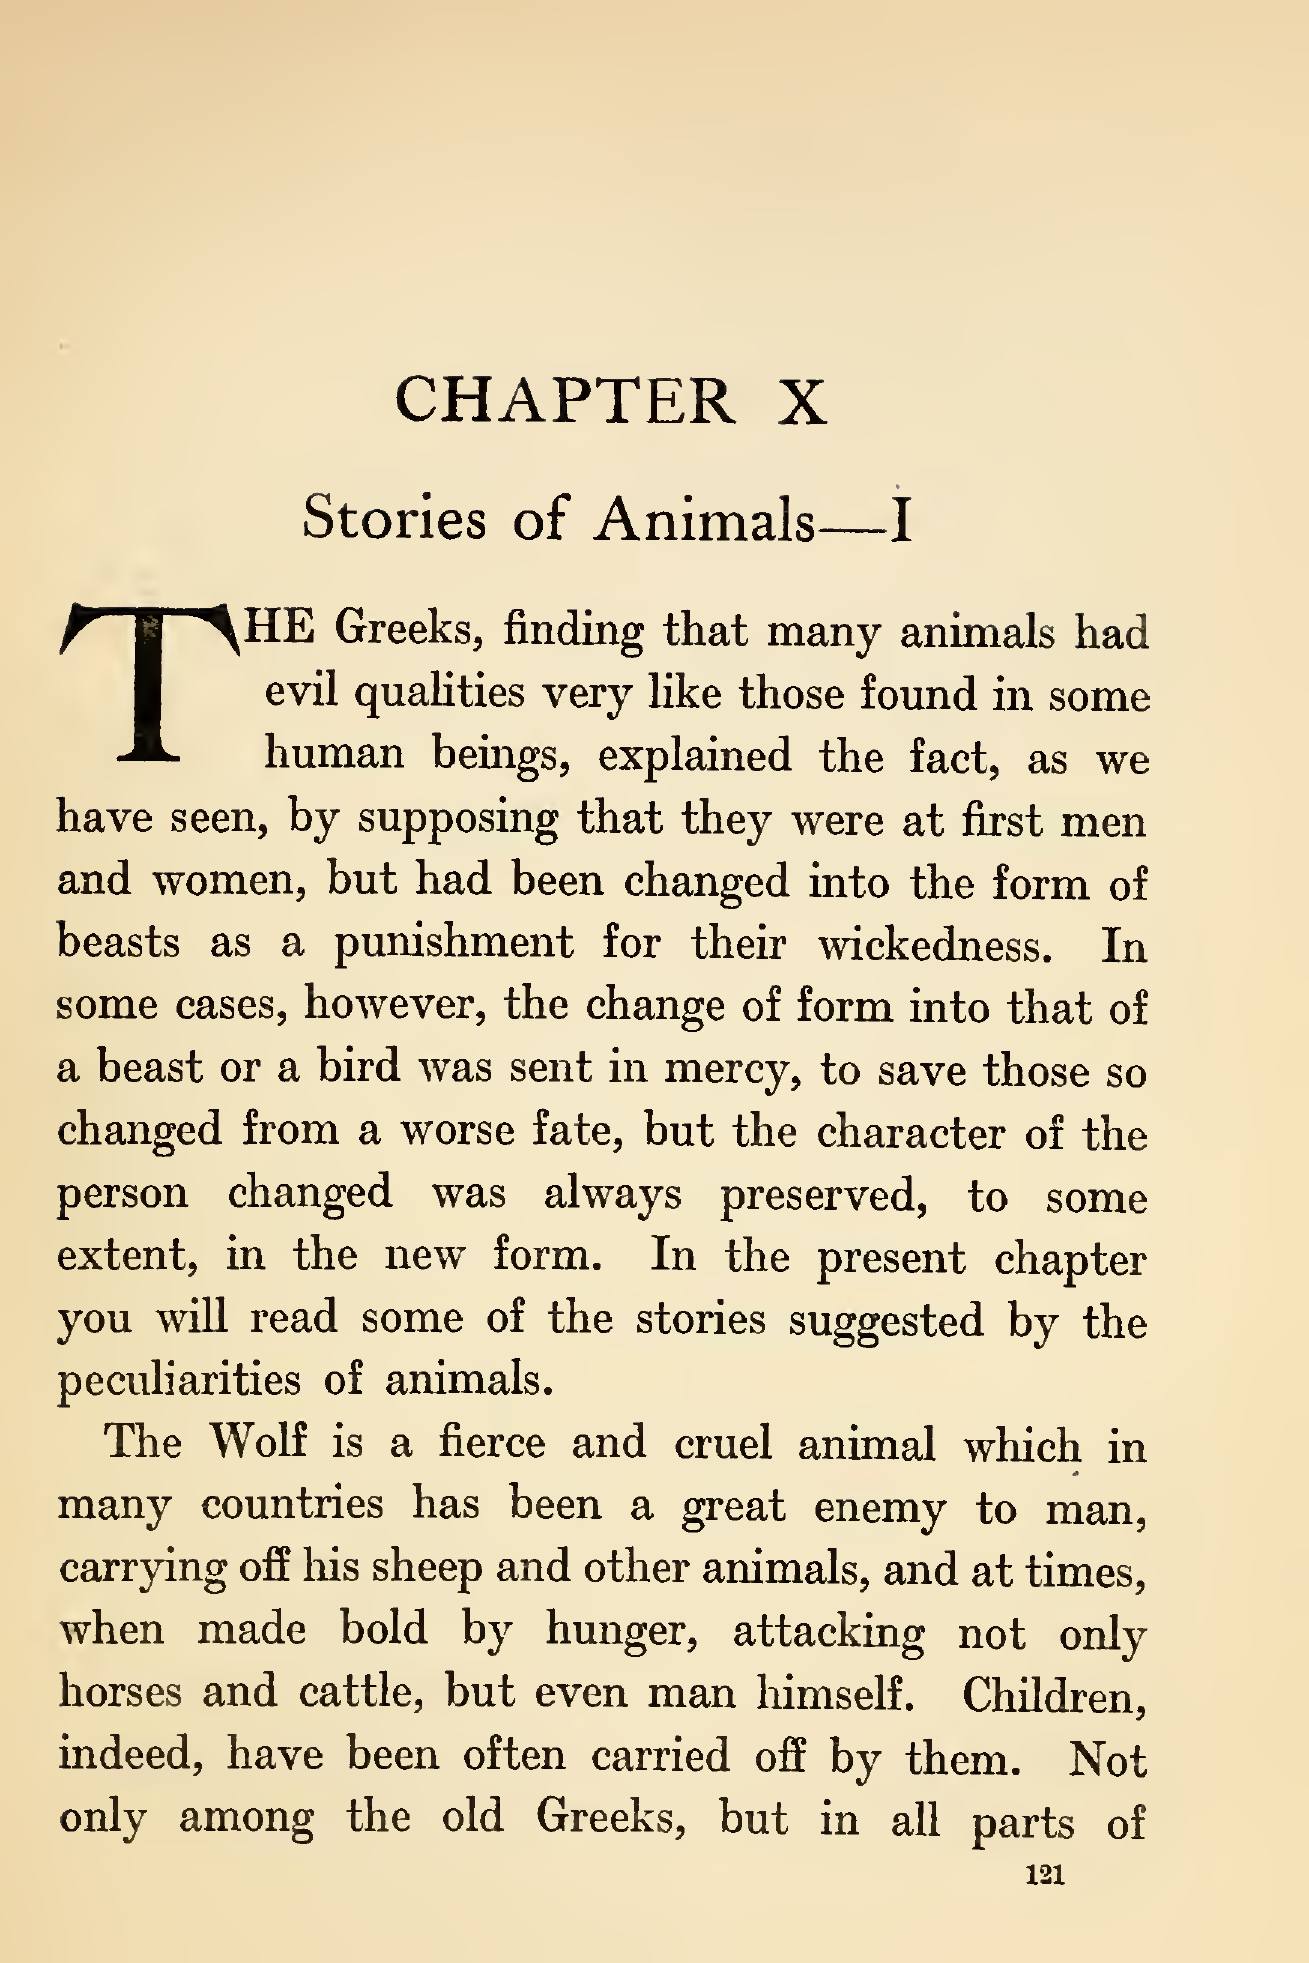 CHAPTER X
Stories of Animals—I
THE Greeks, finding that many animals had
evil qualities very like those found in some
human beings, explained the fact, as we
have seen, by supposing that they were at first men
and women, but had been changed into the form of
beasts as a punishment for their wickedness. In
some cases, however, the change of form into that of
a beast or a bird was sent in mercy, to save those so
changed from a worse fate, but the character of the
person changed was always preserved, to some
extent, in the new form. In the present chapter
you will read some of the stories suggested by the
peculiarities of animals.
The Wolf is a fierce and cruel animal which in
many countries has been a great enemy to man,
carrying off his sheep and other animals, and at times,
when made bold by hunger, attacking not only
horses and cattle, but even man himself. Children,
indeed, have been often carried off by them. Not
only among the old Greeks, but in all parts of
121